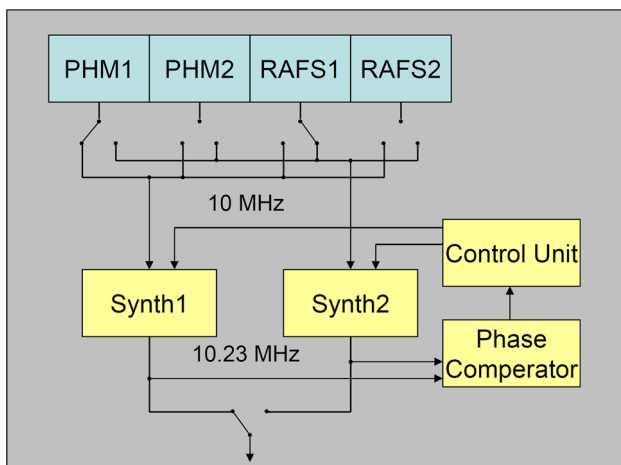 PHM1 PHM2 RAFS1 RAFS2
10 MHz
Control Unit
Synth1 Synth2
10.23 MHz
Phase
Comperator